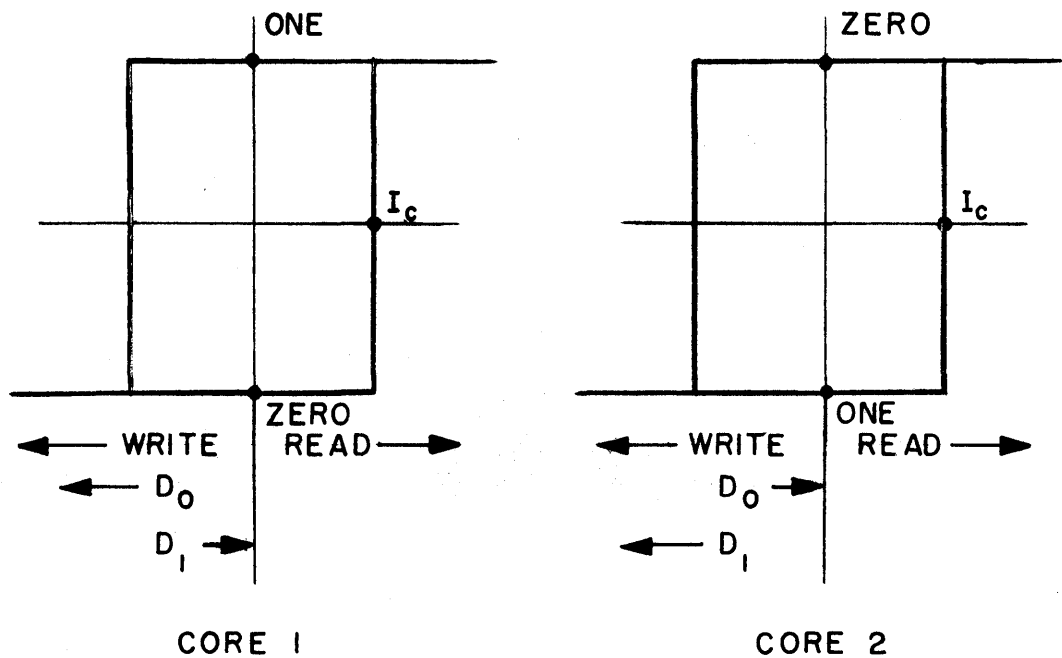 ONE
I_c
ZERO
WRITE READ
D_0
D_1
CORE 1
ZERO
I_c
ONE
WRITE READ
D_0
D_1
CORE 2